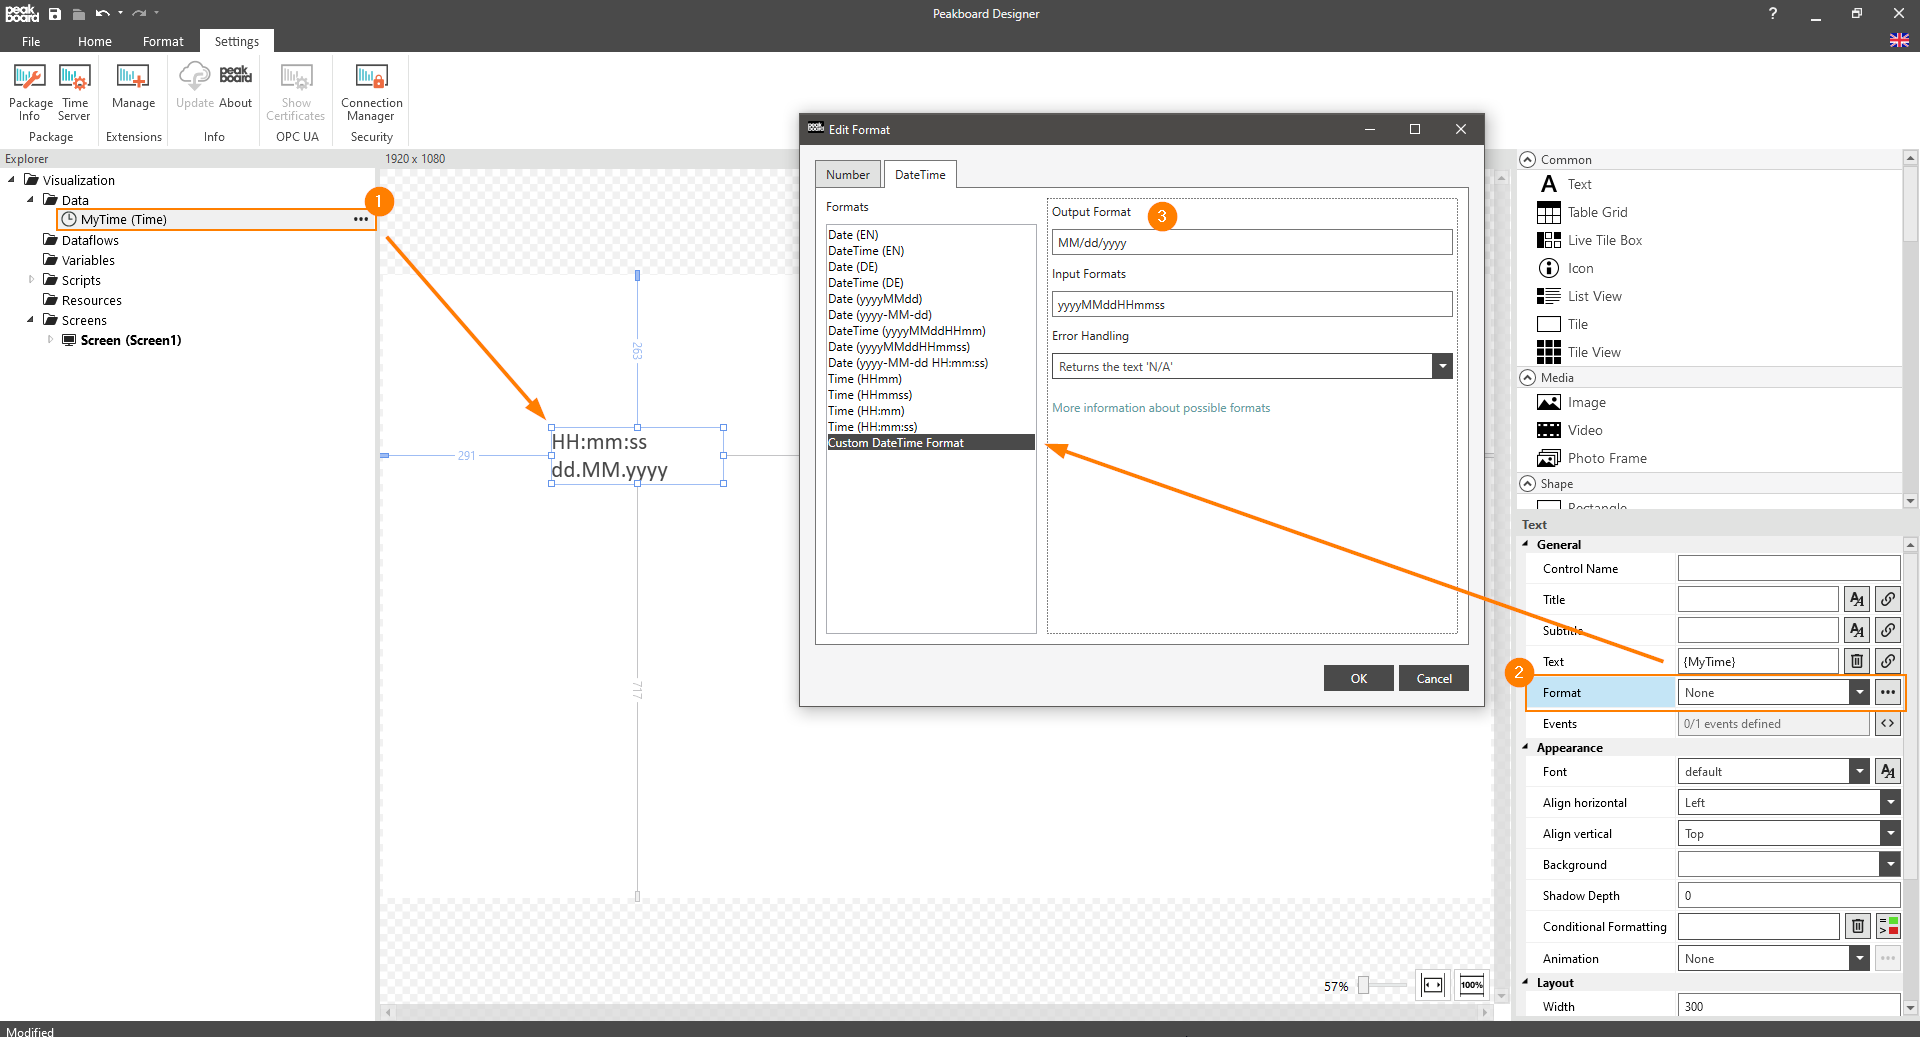 peak board
Peakboard Designer
?
File
Home
Format
Settings
Package Info
Time Server
Package
Manage
Extensions
Update
peak board
About
Info
Show Certificates
OPC UA
Connection Manager
Security
Explorer
Visualization
Data
MyTime (Time)
1
Dataflows
Variables
Scripts
Resources
Screens
Screen (Screen1)
1920 x 1080
263
291
717
HH:mm:ss
dd.MM.yyyy
57%
100%
peak board
Edit Format
Number
DateTime
Formats
Date (EN)
DateTime (EN)
Date (DE)
DateTime (DE)
Date (yyyyMMdd)
Date (yyyy-MM-dd)
DateTime (yyyyMMddHHmm)
Date (yyyyMMddHHmmss)
Date (yyyy-MM-dd HH:mm:ss)
Time (HHmm)
Time (HHmmss)
Time (HH:mm)
Time (HH:mm:ss)
Custom DateTime Format
Output Format
3
MM/dd/yyyy
Input Formats
yyyyMMddHHmmss
Error Handling
Returns the text 'N/A'
More information about possible formats
OK
Cancel
Common
Text
Table Grid
Live Tile Box
Icon
List View
Tile
Tile View
Media
Image
Video
Photo Frame
Shape
Rectangle
Text
General
Control Name
Title
Subtitle
Text
{MyTime}
2
Format
None
Events
0/1 events defined
Appearance
Font
default
Align horizontal
Left
Align vertical
Top
Background
Shadow Depth
0
Conditional Formatting
Animation
None
Layout
Width
300
Modified